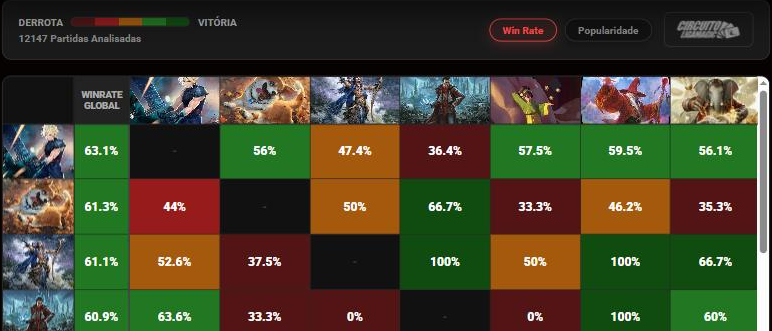 DERROTA VITÓRIA
12147 Partidas Analisadas
Win Rate Popularidade
CIRCUITO
LIGAMAGIC
WINRATE
GLOBAL
63.1% - 56% 47.4% 36.4% 57.5% 59.5% 56.1%
61.3% 44% - 50% 66.7% 33.3% 46.2% 35.3%
61.1% 52.6% 37.5% - 100% 50% 100% 66.7%
60.9% 63.6% 33.3% 0% - 0% 100% 60%